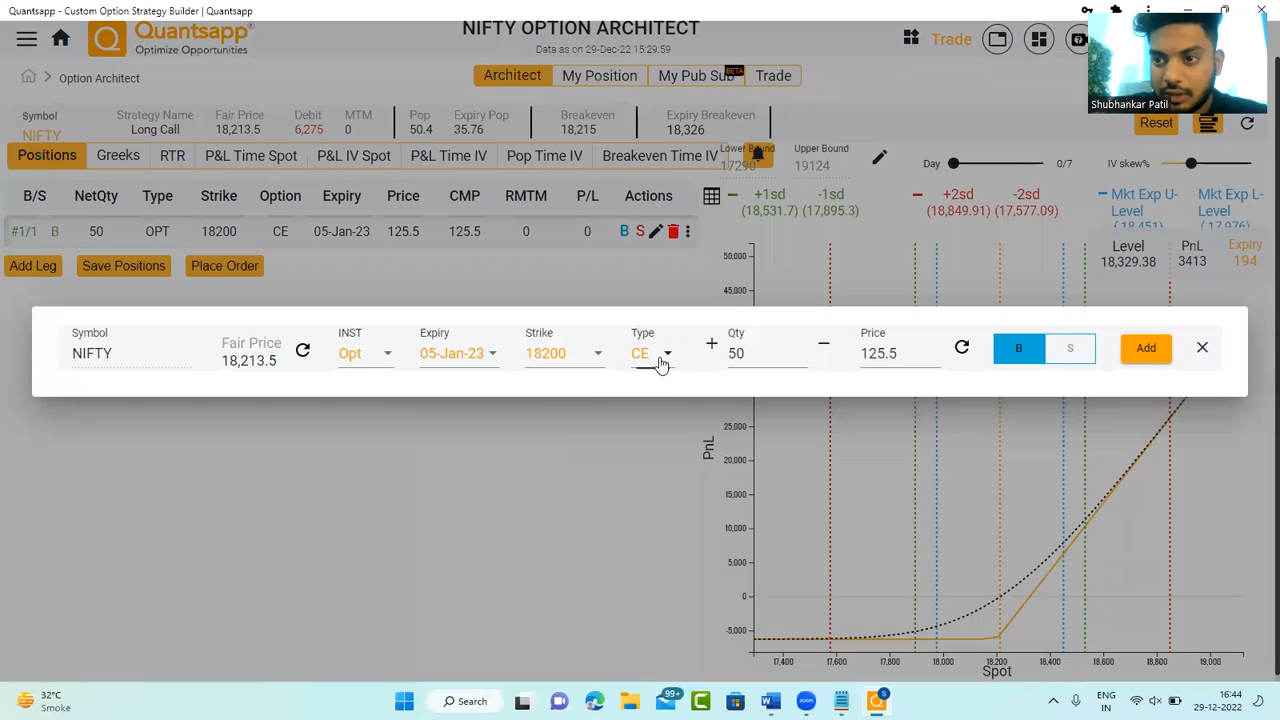 Quantsapp - Custom Option Strategy Builder | Quantsapp
Quantsapp
Optimize Opportunities
NIFTY OPTION ARCHITECT
Data as on 29-Dec-22 15:29:59
Trade
Shubhankar Patil
Option Architect
Architect
My Position
My Pub Sub
BETA
Trade
Symbol
NIFTY
Strategy Name
Long Call
Fair Price
18,213.5
Debit
6,275
MTM
0
Pop
50.4
Expiry Pop
35.76
Breakeven
18,215
Expiry Breakeven
18,326
Reset
Positions
Greeks
RTR
P&L Time Spot
P&L IV Spot
P&L Time IV
Pop Time IV
Breakeven Time IV
Lower Bound
17290
Upper Bound
19124
Day
0/7
IV skew%
B/S NetQty Type Strike Option Expiry Price CMP RMTM P/L Actions
#1/1 B 50 OPT 18200 CE 05-Jan-23 125.5 125.5 0 0 B S
Add Leg
Save Positions
Place Order
+1sd
(18,531.7)
-1sd
(17,895.3)
+2sd
(18,849.91)
-2sd
(17,577.09)
Mkt Exp U-
Level
(18,451)
Mkt Exp L-
Level
(17,976)
Level
18,329.38
PnL
3413
Expiry
194
Symbol
NIFTY
Fair Price
18,213.5
INST
Opt
Expiry
05-Jan-23
Strike
18200
Type
CE
Qty
50
Price
125.5
B
S
Add
50,000
45,000
25,000
20,000
15,000
10,000
5,000
0
-5,000
PnL
17,400 17,600 17,800 18,000 18,200 18,400 18,600 18,800 19,000
Spot
32°C
Smoke
Search
99+
S
ENG
IN
16:44
29-12-2022